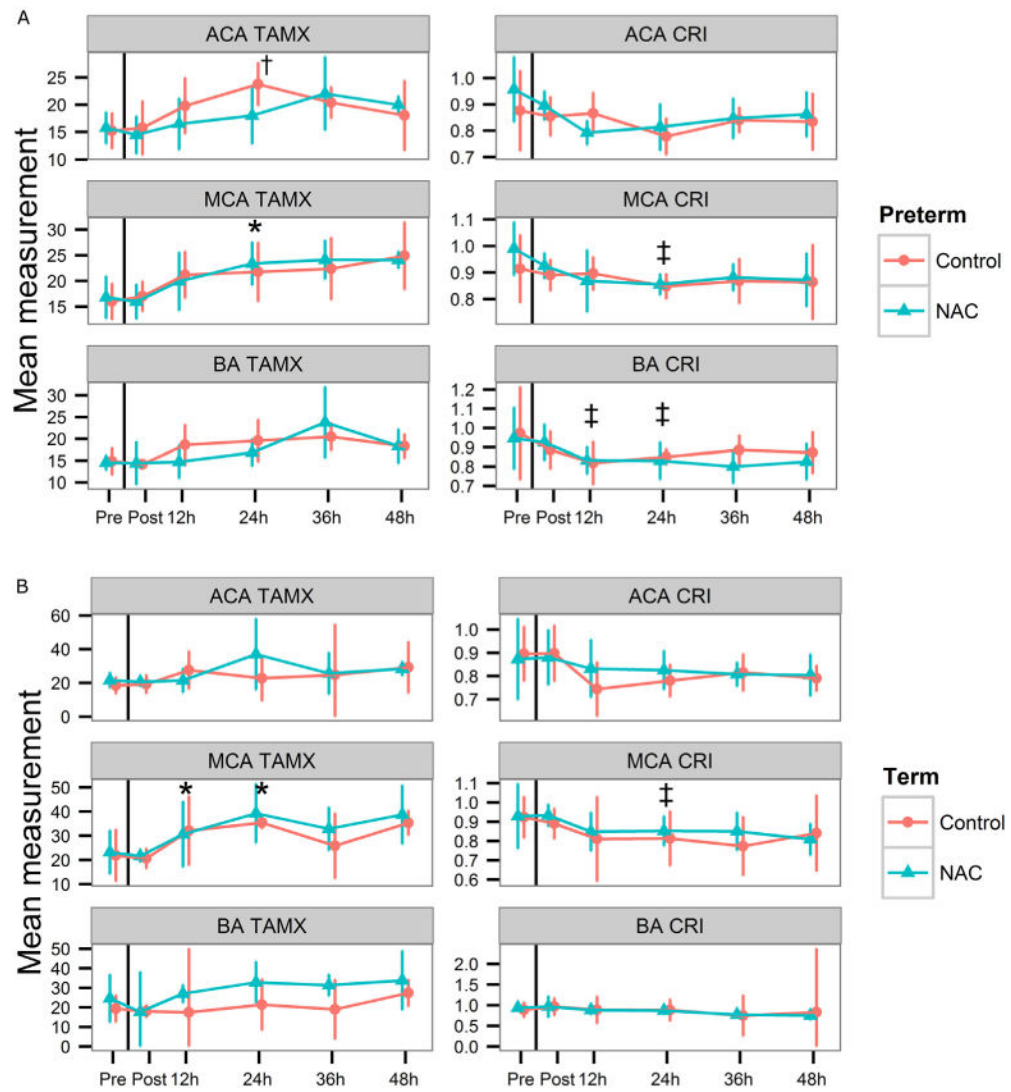 A
ACA TAMX
ACA CRI
25
20
15
10
†
1.0
0.9
0.8
0.7
MCA TAMX
MCA CRI
30
25
20
15
*
1.1
1.0
0.9
0.8
‡
BA TAMX
BA CRI
30
25
20
15
10
1.2
1.1
1.0
0.9
0.8
0.7
‡ ‡
Mean measurement
Pre Post 12h 24h 36h 48h
Pre Post 12h 24h 36h 48h
Preterm
Control
NAC
B
ACA TAMX
ACA CRI
60
40
20
0
1.0
0.9
0.8
0.7
MCA TAMX
MCA CRI
50
40
30
20
10
* *
1.1
1.0
0.9
0.8
0.7
0.6
‡
BA TAMX
BA CRI
50
40
30
20
10
0
2.0
1.5
1.0
0.5
0.0
Mean measurement
Pre Post 12h 24h 36h 48h
Pre Post 12h 24h 36h 48h
Term
Control
NAC